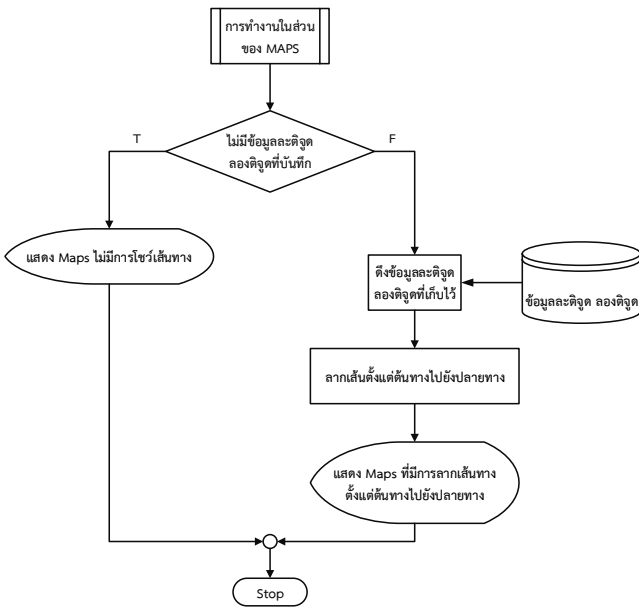 การทำงานในส่วน
ของ MAPS
T
F
ไม่มีข้อมูลละติจูด
ลองติจูดที่บันทึก
แสดง Maps ไม่มีการโชว์เส้นทาง
ดึงข้อมูลละติจูด
ลองติจูดที่เก็บไว้
ข้อมูลละติจูด ลองติจูด
ลากเส้นตั้งแต่ต้นทางไปยังปลายทาง
แสดง Maps ที่มีการลากเส้นทาง
ตั้งแต่ต้นทางไปยังปลายทาง
Stop